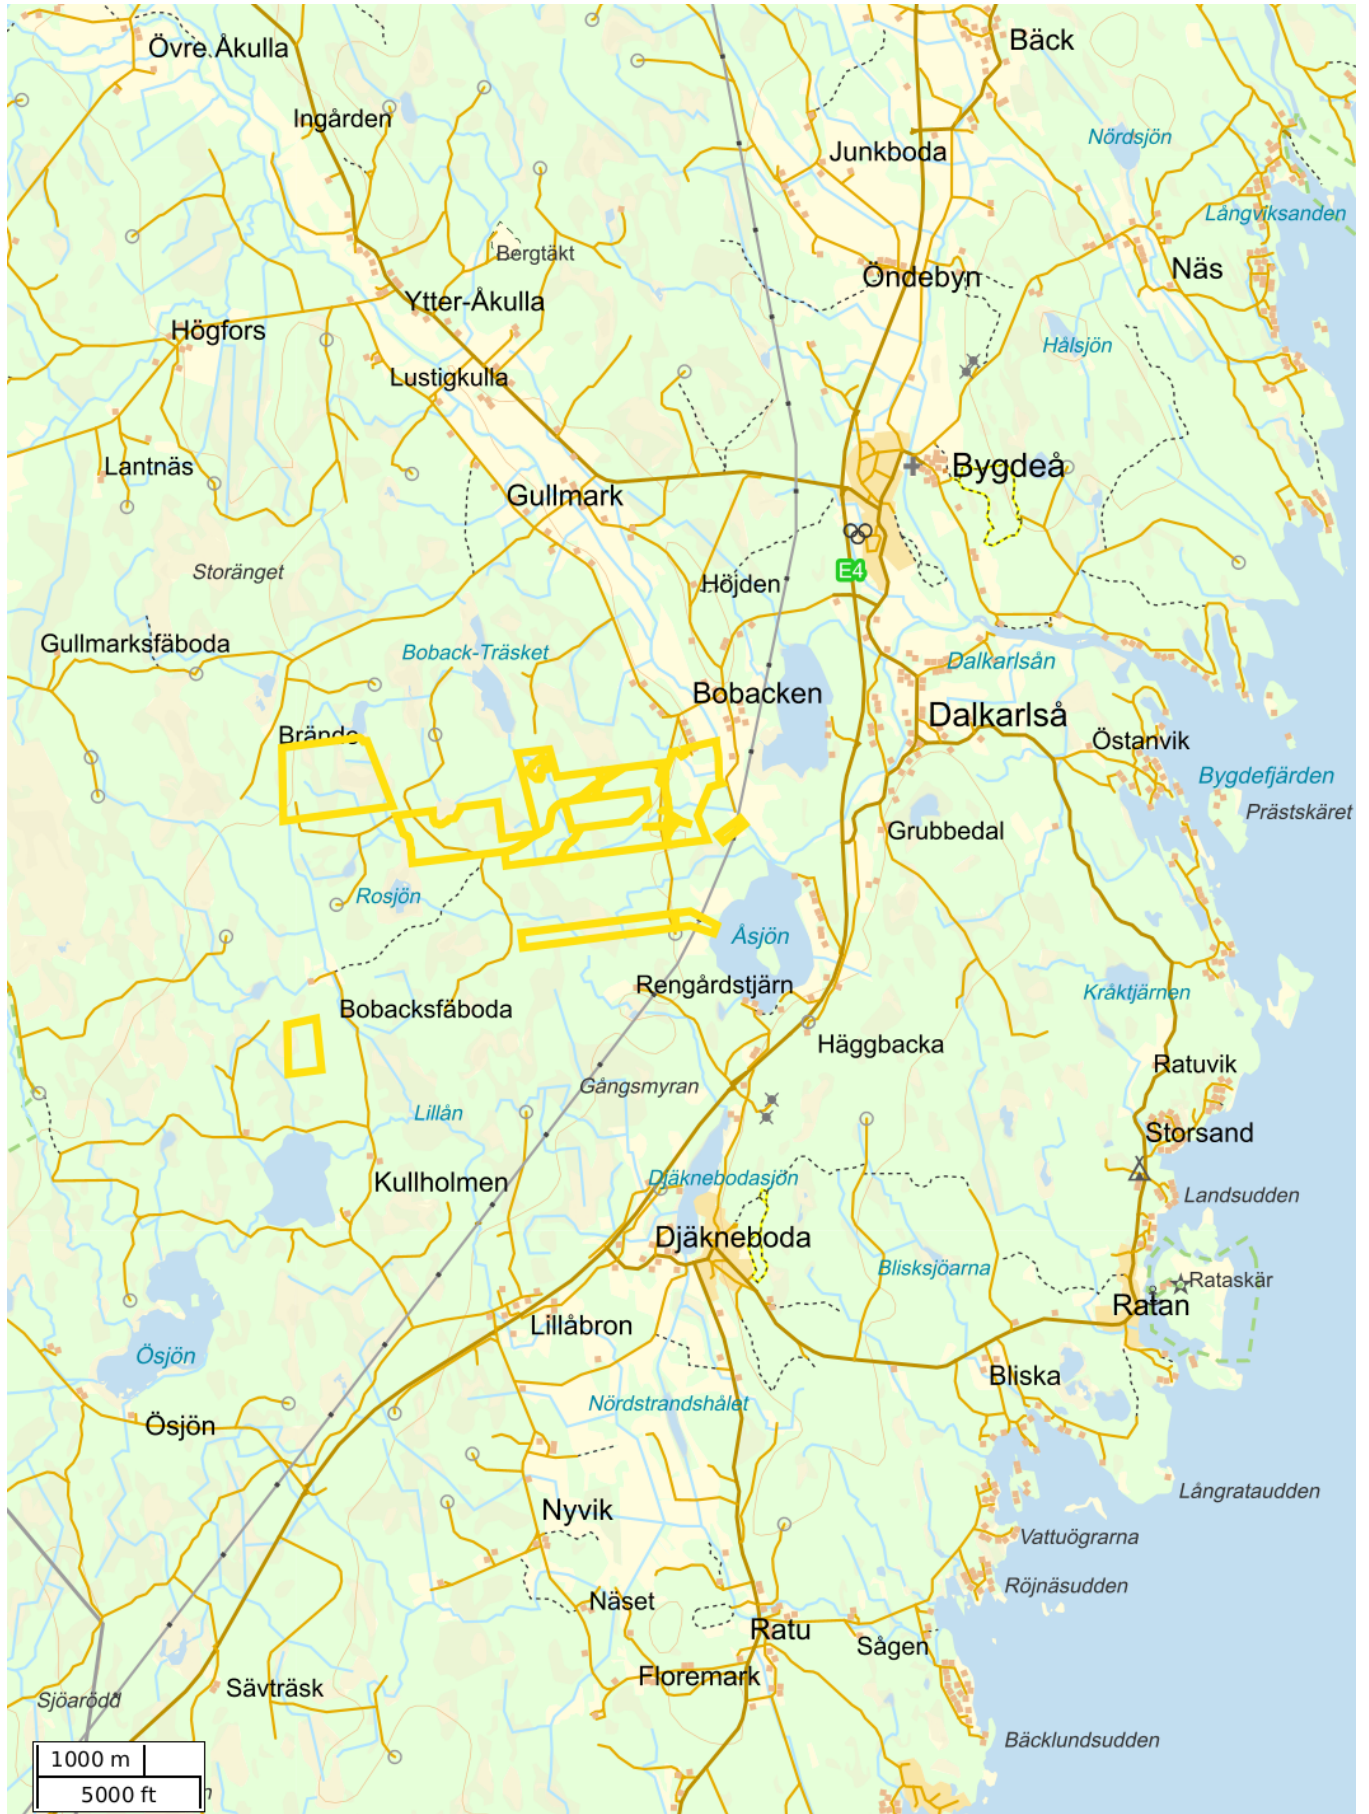 Övre.Åkulla
Bäck
Ingården
Nördsjön
Junkboda
Långviksanden
Bergtäkt
Näs
Öndebyn
Ytter-Åkulla
Högfors
Hålsjön
Lustigkulla
Lantnäs
Bygdeå
Gullmark
Storänget
E4
Höjden
Gullmarksfäboda
Boback-Träsket
Dalkarlsån
Bobacken
Dalkarlså
Brände
Östanvik
Bygdefjärden
Prästskäret
Grubbedal
Rosjön
Åsjön
Rengårdstjärn
Kråktjärnen
Bobacksfäboda
Häggbacka
Ratuvik
Gångsmyran
Lillån
Storsand
Kullholmen
Djäknebodasjön
Landsudden
Djäkneboda
Blisksjöarna
Rataskär
Ratan
Lillåbron
Ösjön
Bliska
Nördstrandshålet
Ösjön
Långrataudden
Nyvik
Vattuögrarna
Röjnäsudden
Näset
Ratu
Sågen
Floremark
Sävträsk
Sjöarödd
Bäcklundsudden
1000 m
5000 ft